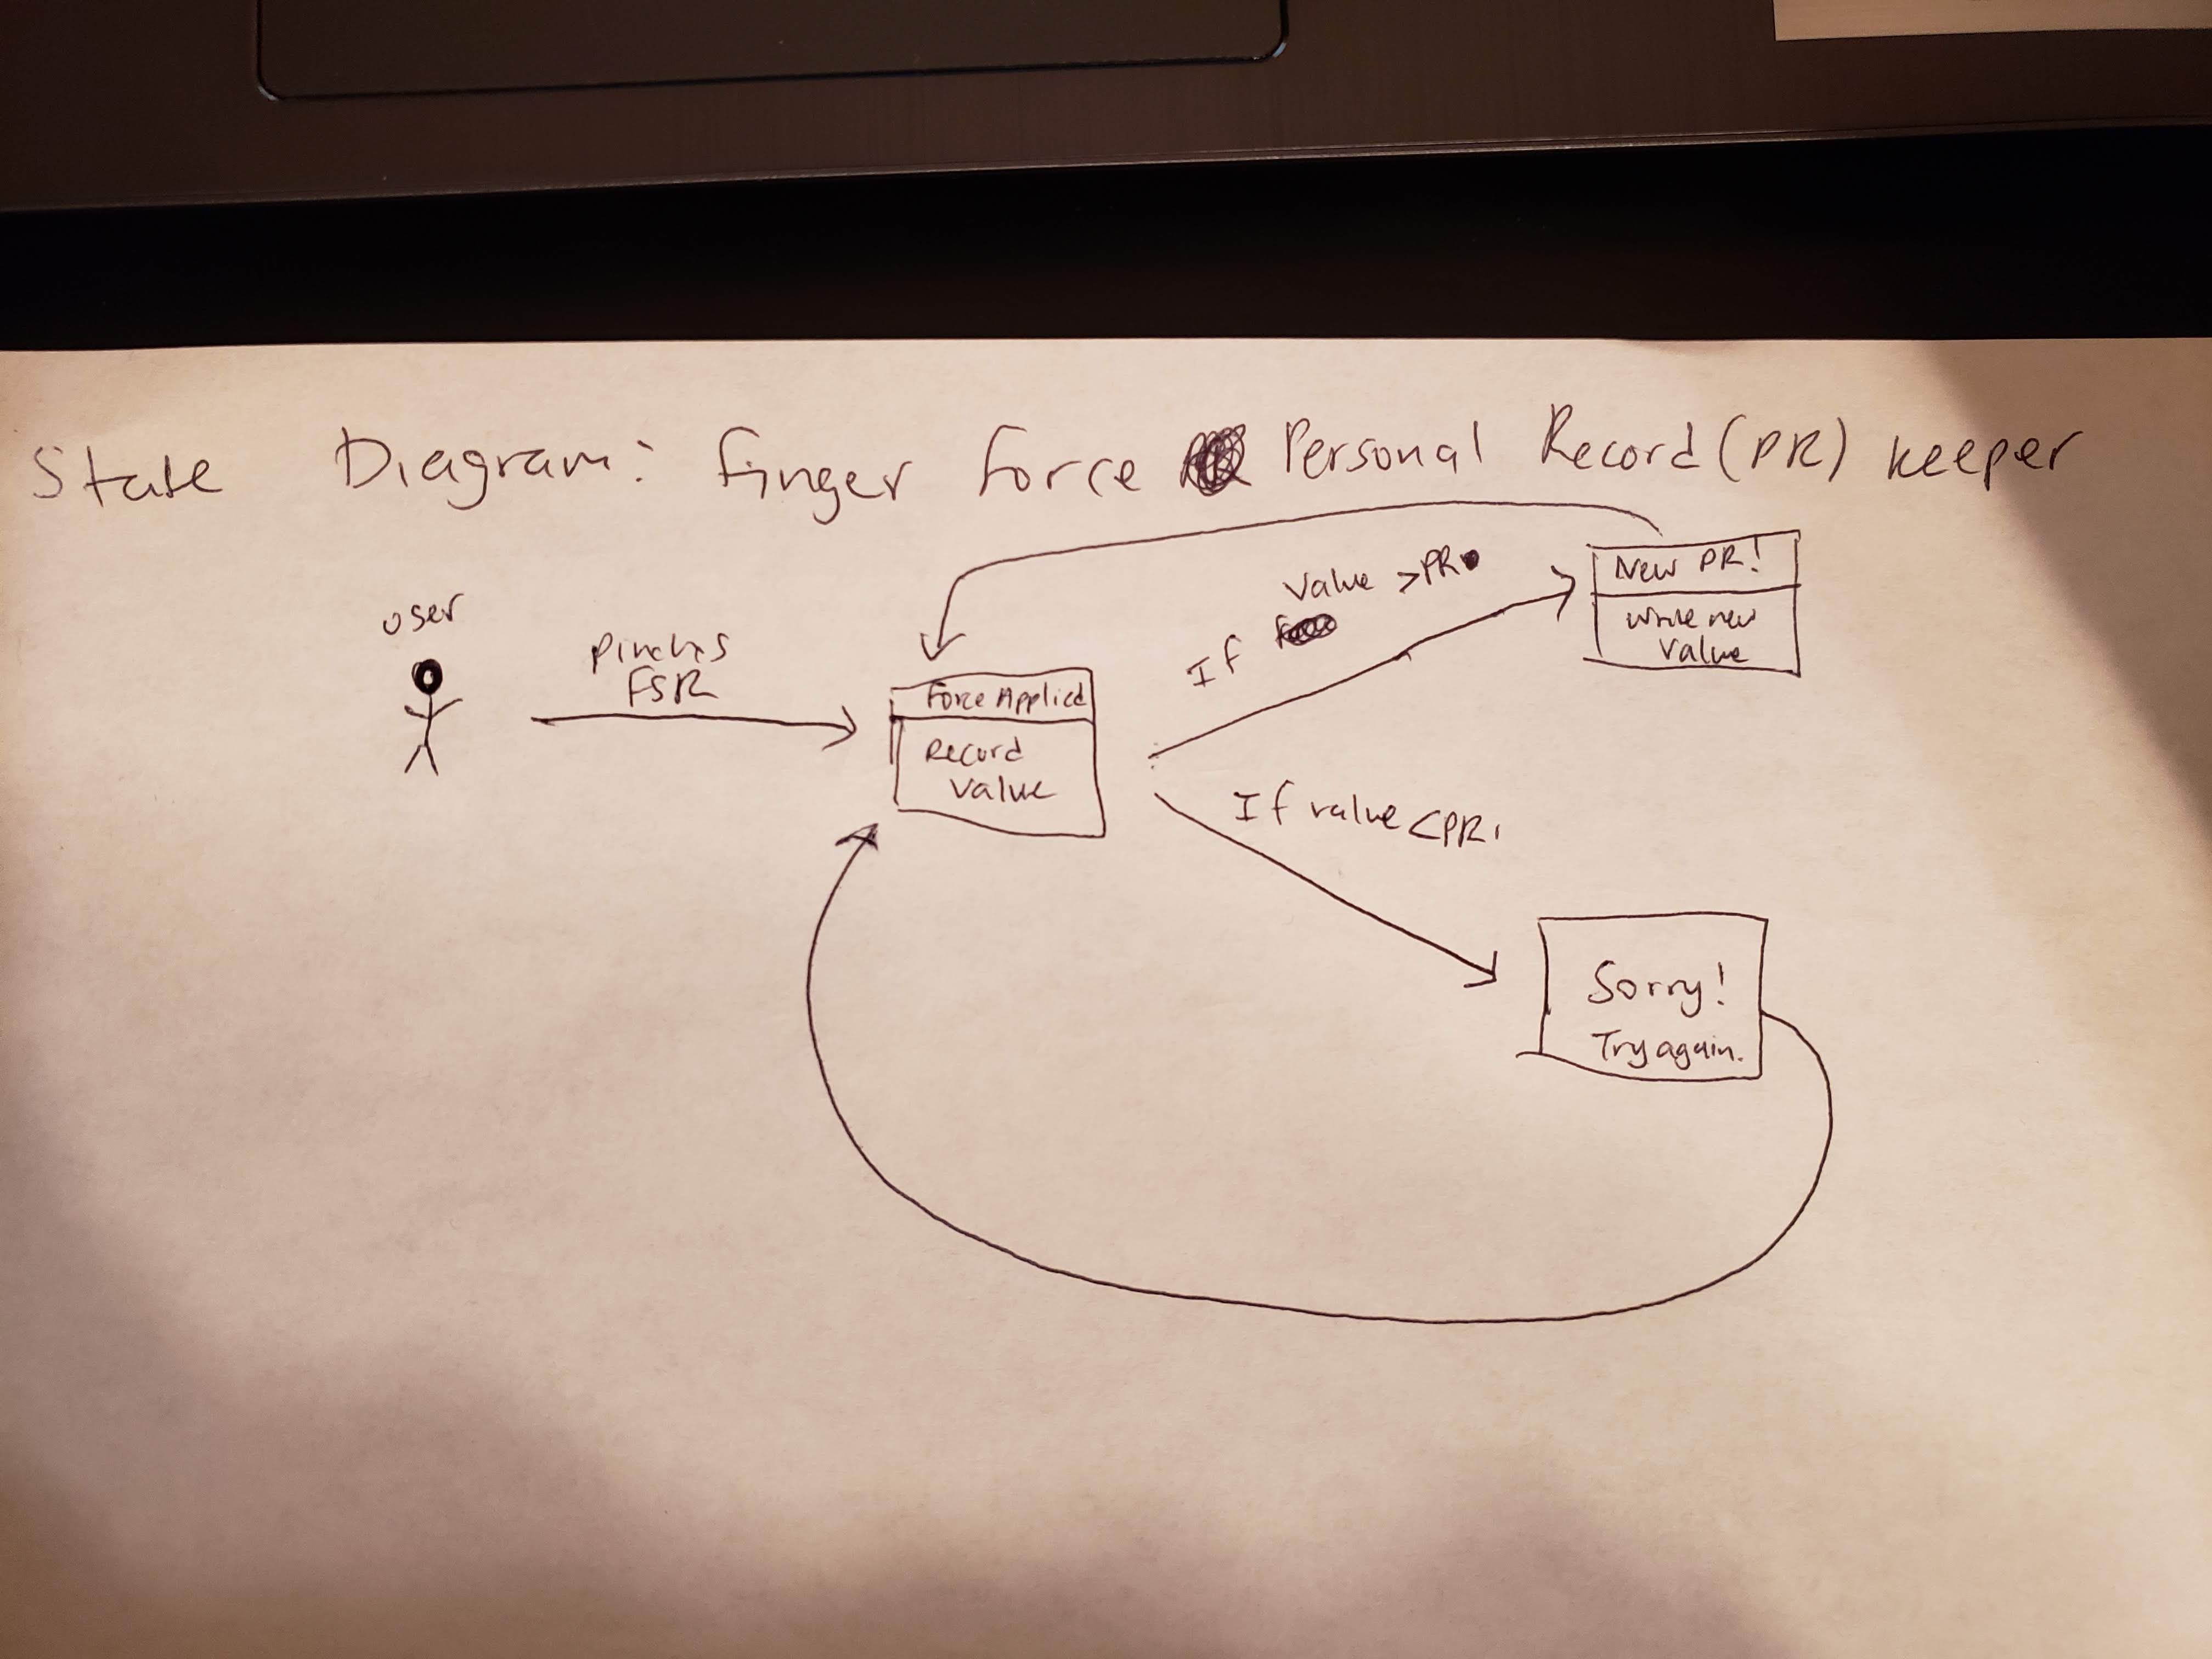 State Diagram: Finger Force Personal Record (PR) keeper
user
Pinches
FSR
Force Applied
Record
Value
If Value >PR
New PR!
write new
Value
If value <PR
Sorry!
Try again.